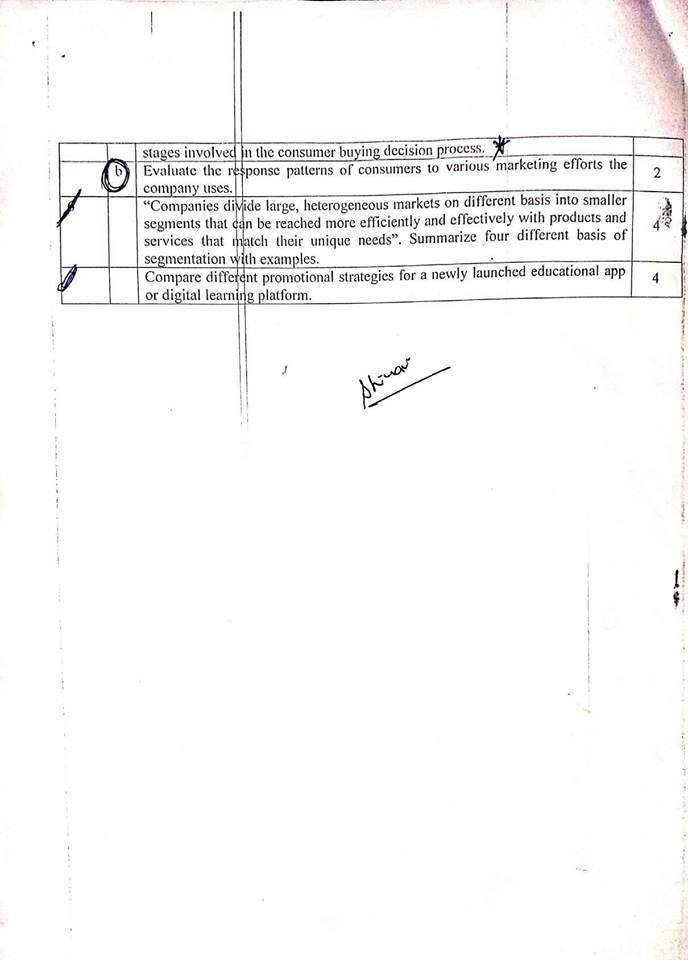 stages involved in the consumer buying decision process.
b Evaluate the response patterns of consumers to various marketing efforts the 2
company uses.
“Companies divide large, heterogeneous markets on different basis into smaller
segments that can be reached more efficiently and effectively with products and 4
services that match their unique needs”. Summarize four different basis of
segmentation with examples.
Compare different promotional strategies for a newly launched educational app 4
or digital learning platform.